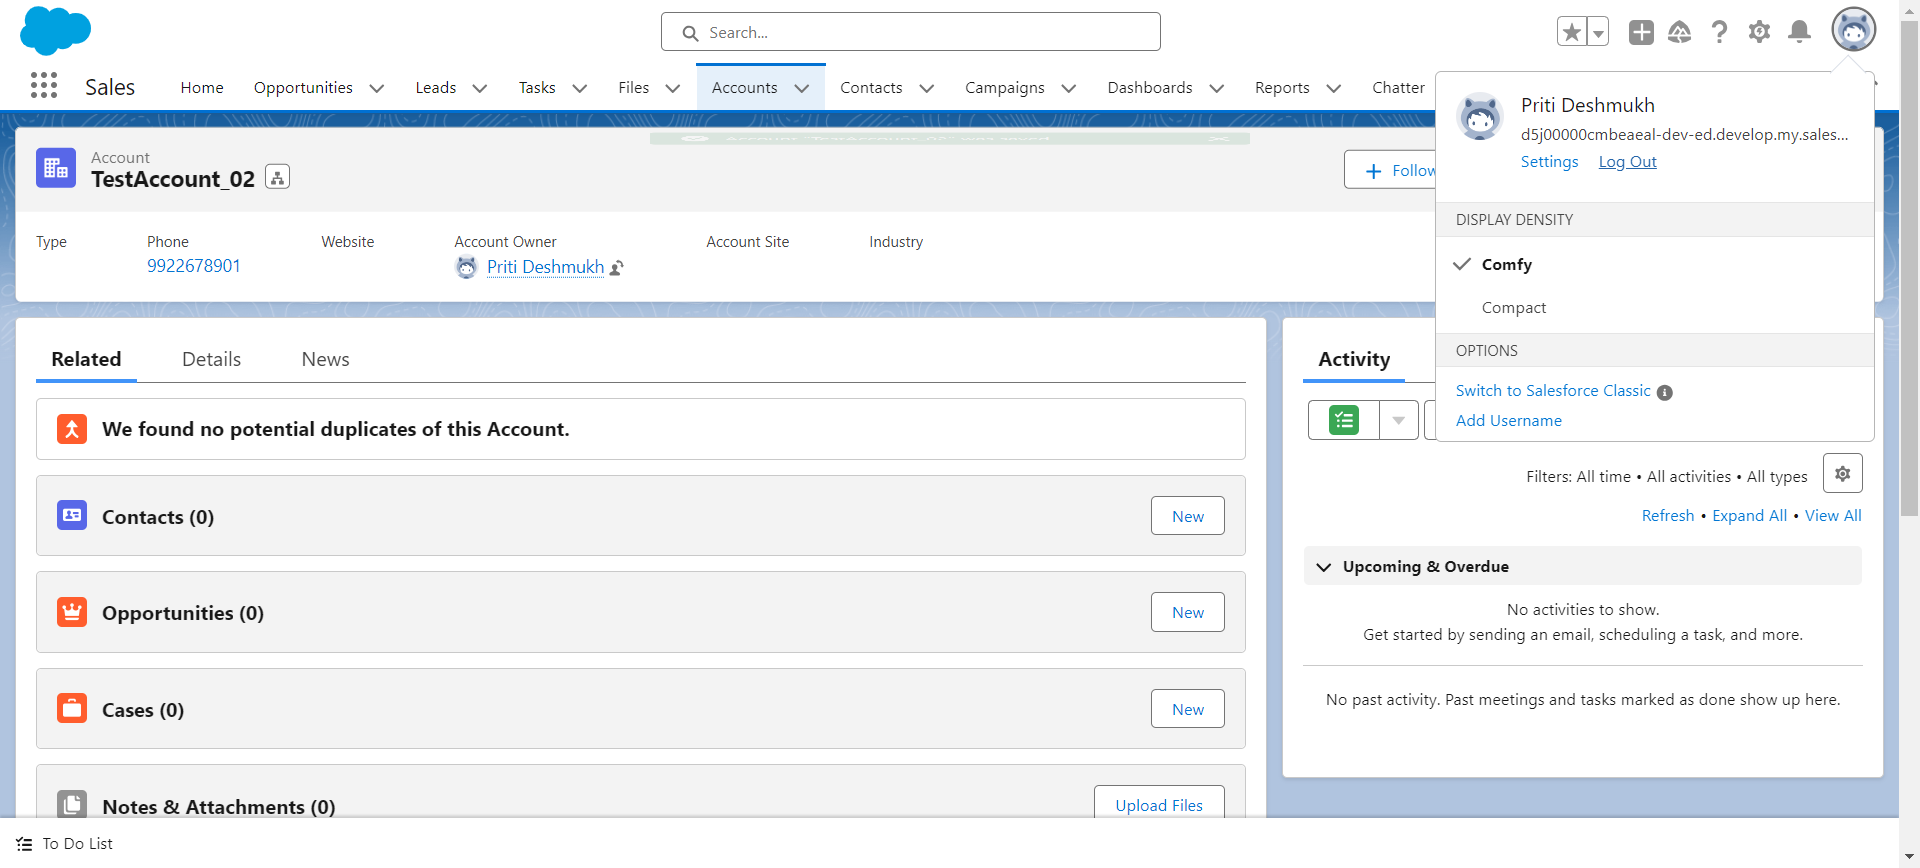 Search...
Sales
Home
Opportunities
Leads
Tasks
Files
Accounts
Contacts
Campaigns
Dashboards
Reports
Chatter
Priti Deshmukh
d5j00000cmbeaeal-dev-ed.develop.my.sales...
Settings Log Out
DISPLAY DENSITY
Comfy
Compact
OPTIONS
Switch to Salesforce Classic
Add Username
Account
TestAccount_02
Follow
Type
Phone
9922678901
Website
Account Owner
Priti Deshmukh
Account Site
Industry
Related Details News
We found no potential duplicates of this Account.
Contacts (0) New
Opportunities (0) New
Cases (0) New
Notes & Attachments (0) Upload Files
Activity
Filters: All time • All activities • All types
Refresh • Expand All • View All
Upcoming & Overdue
No activities to show.
Get started by sending an email, scheduling a task, and more.
No past activity. Past meetings and tasks marked as done show up here.
To Do List